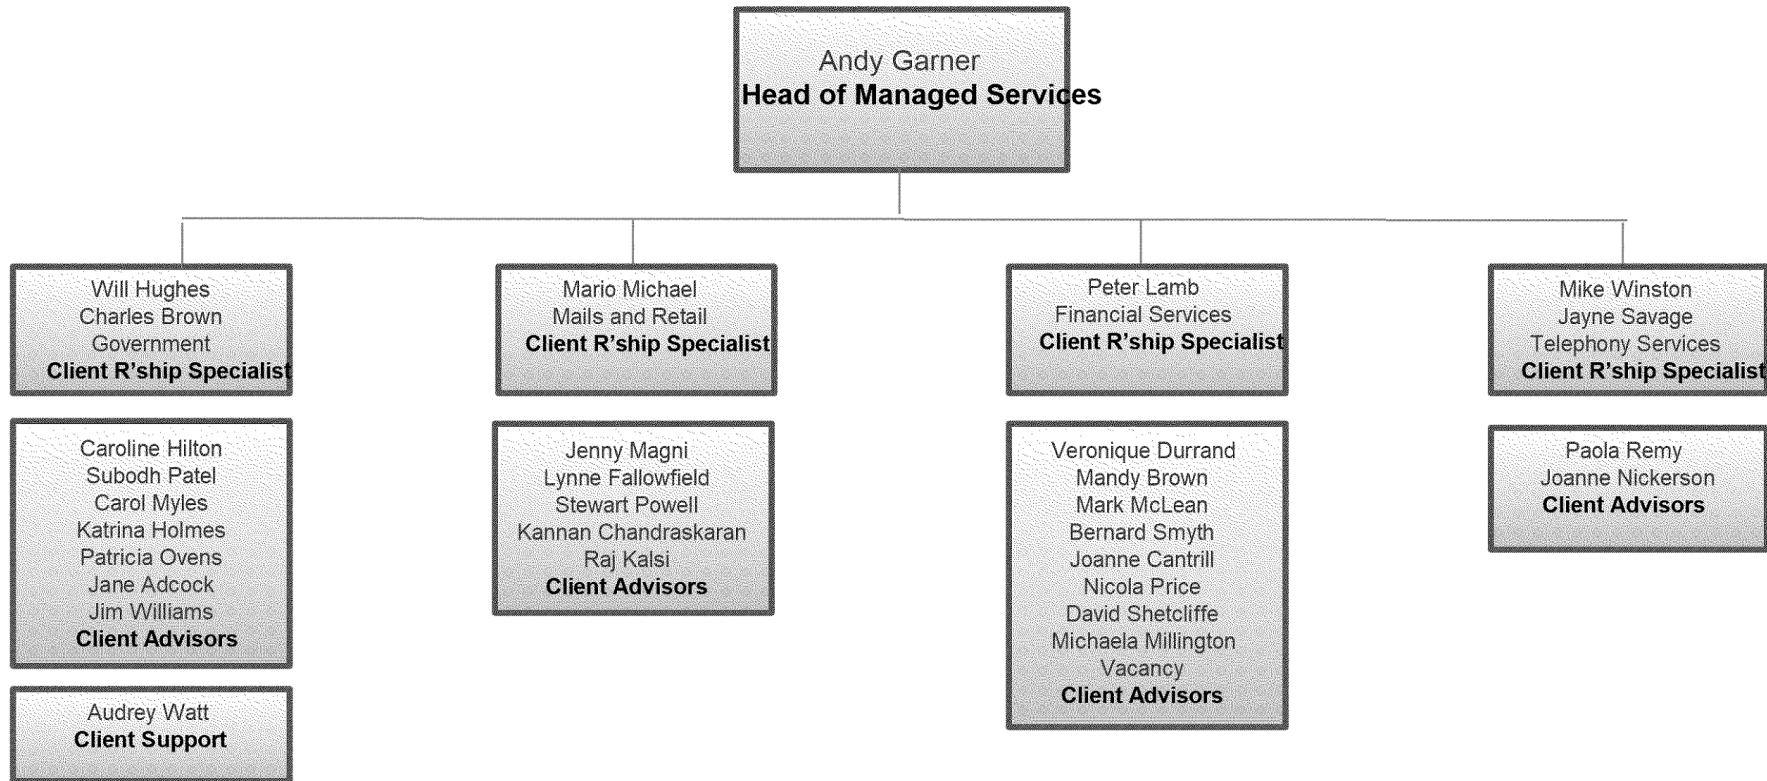 Andy Garner
Head of Managed Services
Will Hughes
Charles Brown
Government
Client R'ship Specialist
Mario Michael
Mails and Retail
Client R'ship Specialist
Peter Lamb
Financial Services
Client R'ship Specialist
Mike Winston
Jayne Savage
Telephony Services
Client R'ship Specialist
Caroline Hilton
Subodh Patel
Carol Myles
Katrina Holmes
Patricia Ovens
Jane Adcock
Jim Williams
Client Advisors
Jenny Magni
Lynne Fallowfield
Stewart Powell
Kannan Chandraskaran
Raj Kalsi
Client Advisors
Veronique Durrand
Mandy Brown
Mark McLean
Bernard Smyth
Joanne Cantrill
Nicola Price
David Shetcliffe
Michaela Millington
Vacancy
Client Advisors
Paola Remy
Joanne Nickerson
Client Advisors
Audrey Watt
Client Support